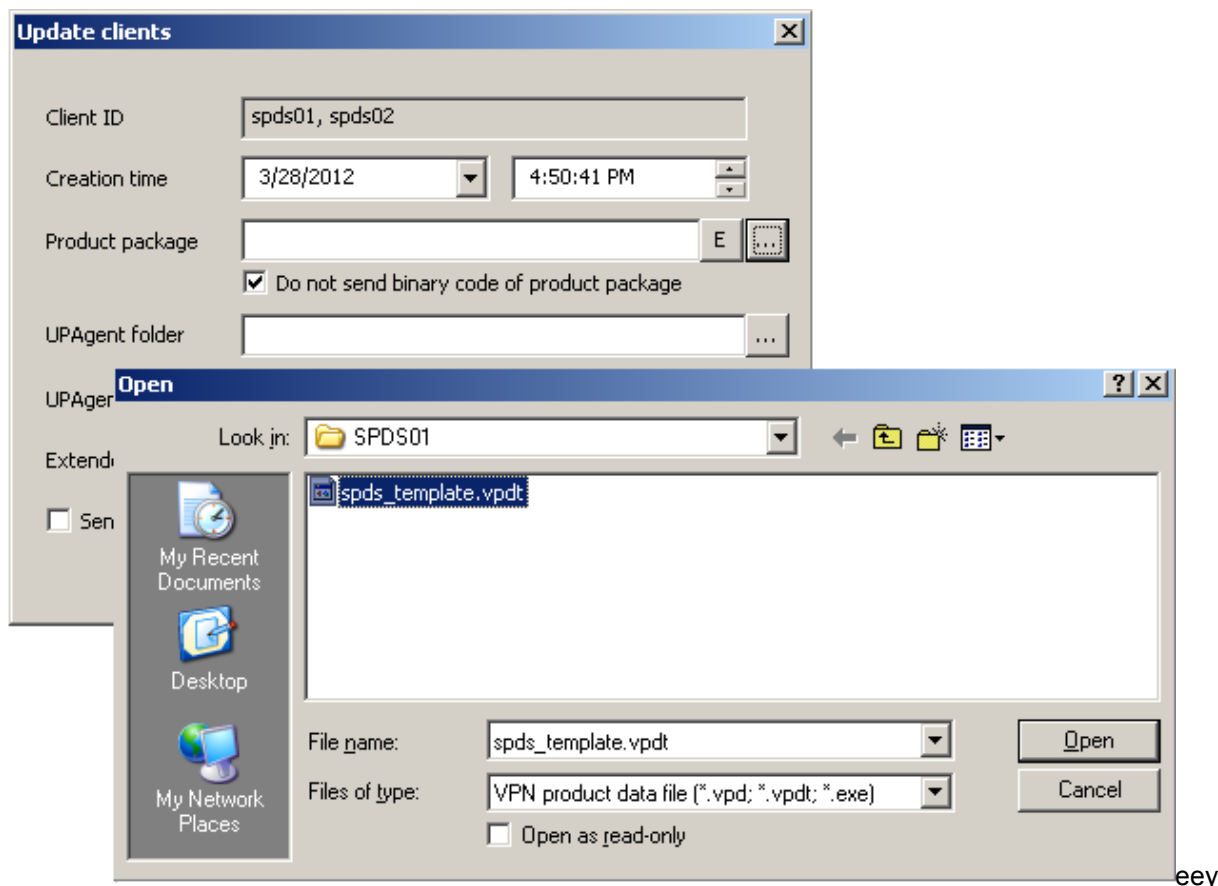 Update clients
Client ID spds01, spds02
Creation time 3/28/2012 4:50:41 PM
Product package E ...
Do not send binary code of product package
UPAgent folder ...
UPAger
Extend
Sen
Open
Look in: SPDS01
spds_template.vpdt
My Recent
Documents
Desktop
My Network
Places
File name: spds_template.vpdt Open
Files of type: VPN product data file (*.vpd; *.vpdt; *.exe) Cancel
Open as read-only
eev